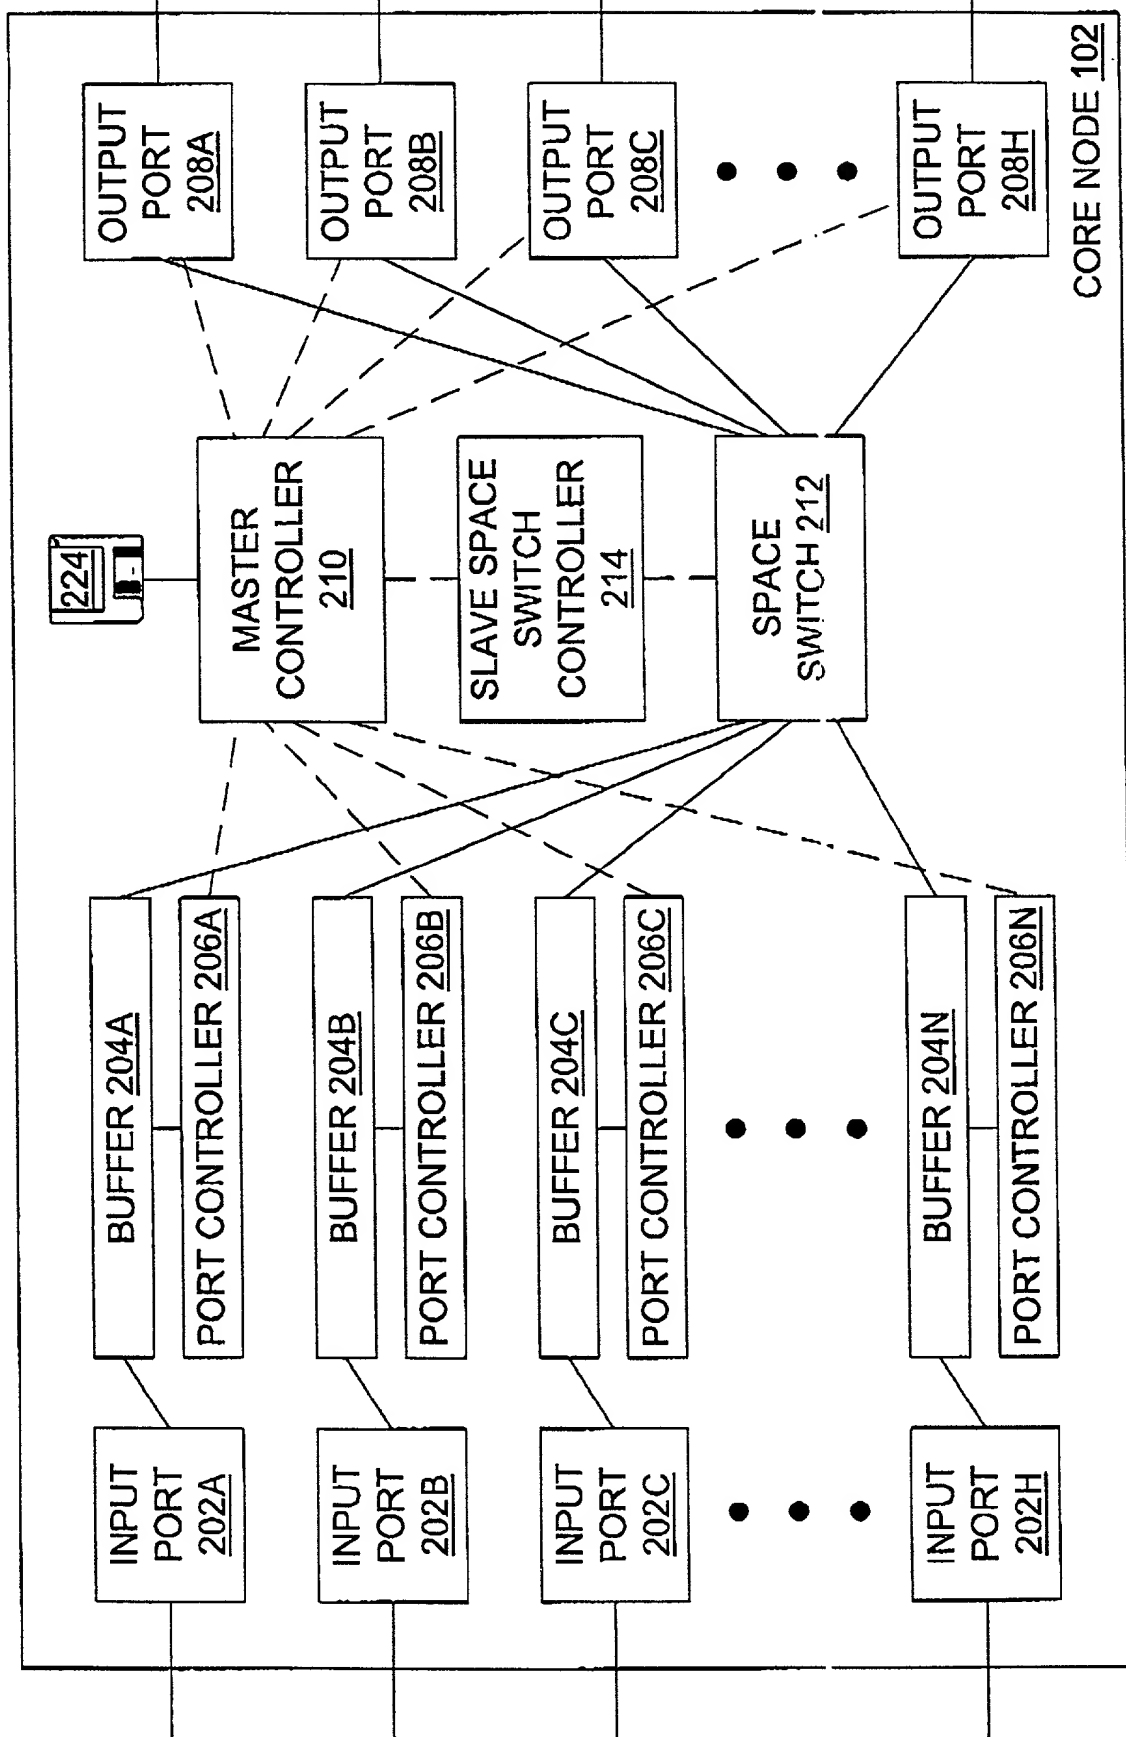 INPUT
PORT
202A
BUFFER 204A
PORT CONTROLLER 206A
INPUT
PORT
202B
BUFFER 204B
PORT CONTROLLER 206B
INPUT
PORT
202C
BUFFER 204C
PORT CONTROLLER 206C
INPUT
PORT
202H
BUFFER 204N
PORT CONTROLLER 206N
224
MASTER
CONTROLLER
210
SLAVE SPACE
SWITCH
CONTROLLER
214
SPACE
SWITCH 212
OUTPUT
PORT
208A
OUTPUT
PORT
208B
OUTPUT
PORT
208C
OUTPUT
PORT
208H
CORE NODE 102